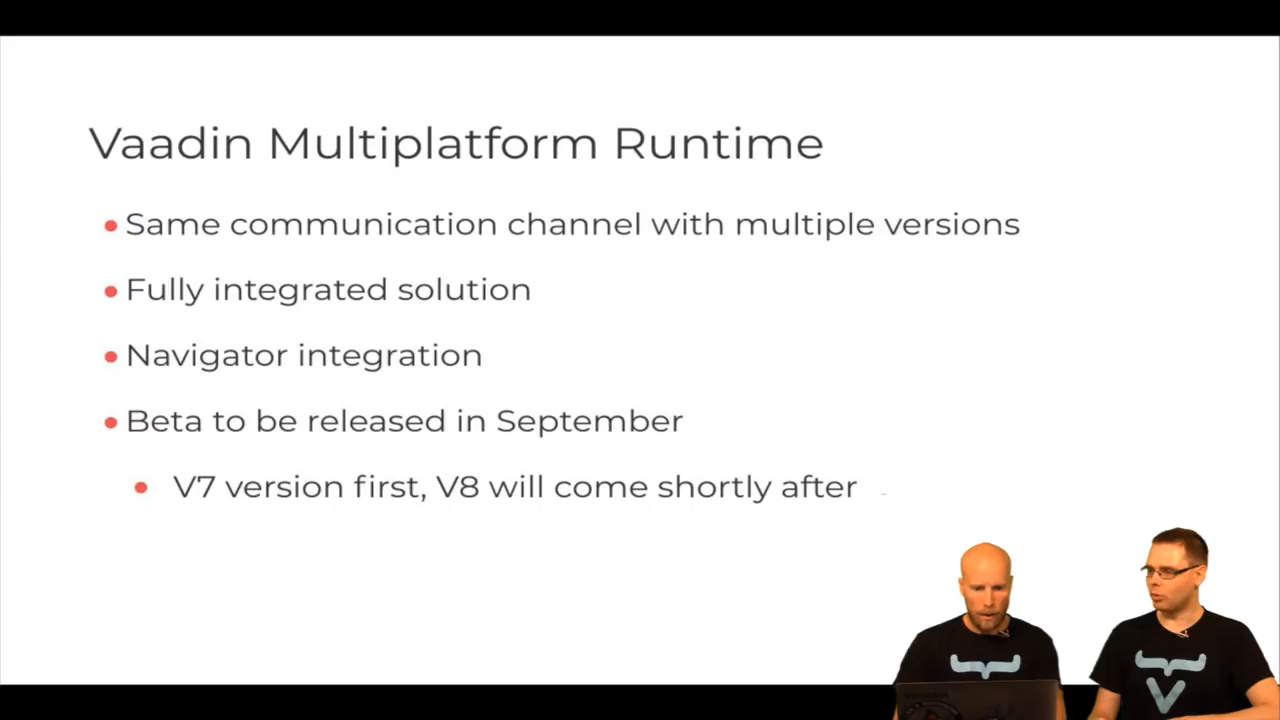 Vaadin Multiplatform Runtime
Same communication channel with multiple versions
Fully integrated solution
Navigator integration
Beta to be released in September
V7 version first, V8 will come shortly after